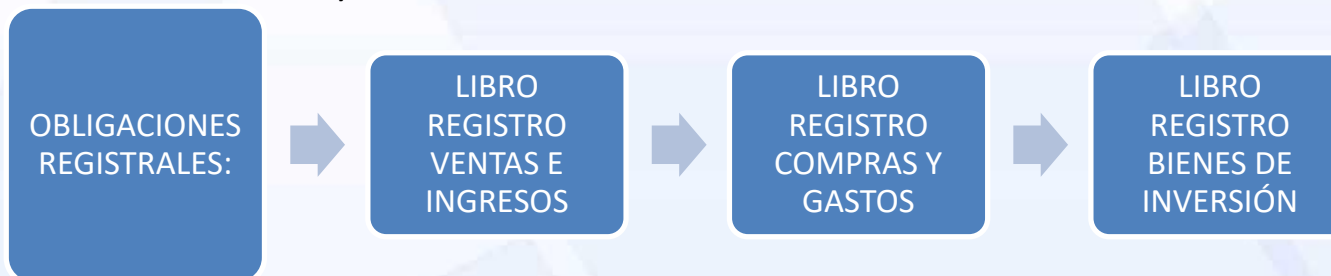 OBLIGACIONES
REGISTRALES:
LIBRO
REGISTRO
VENTAS E
INGRESOS
LIBRO
REGISTRO
COMPRAS Y
GASTOS
LIBRO
REGISTRO
BIENES DE
INVERSIÓN